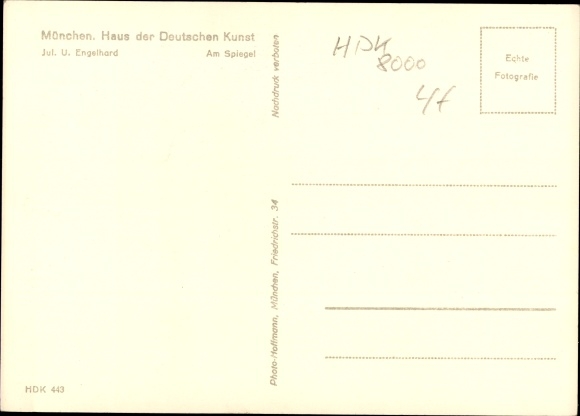 München. Haus der Deutschen Kunst
Jul. U. Engelhard Am Spiegel
HDK 443
Nachdruck verboten
Photo-Hoffmann, München, Friedrichstr. 34
HDK
8000
Echte
Fotografie